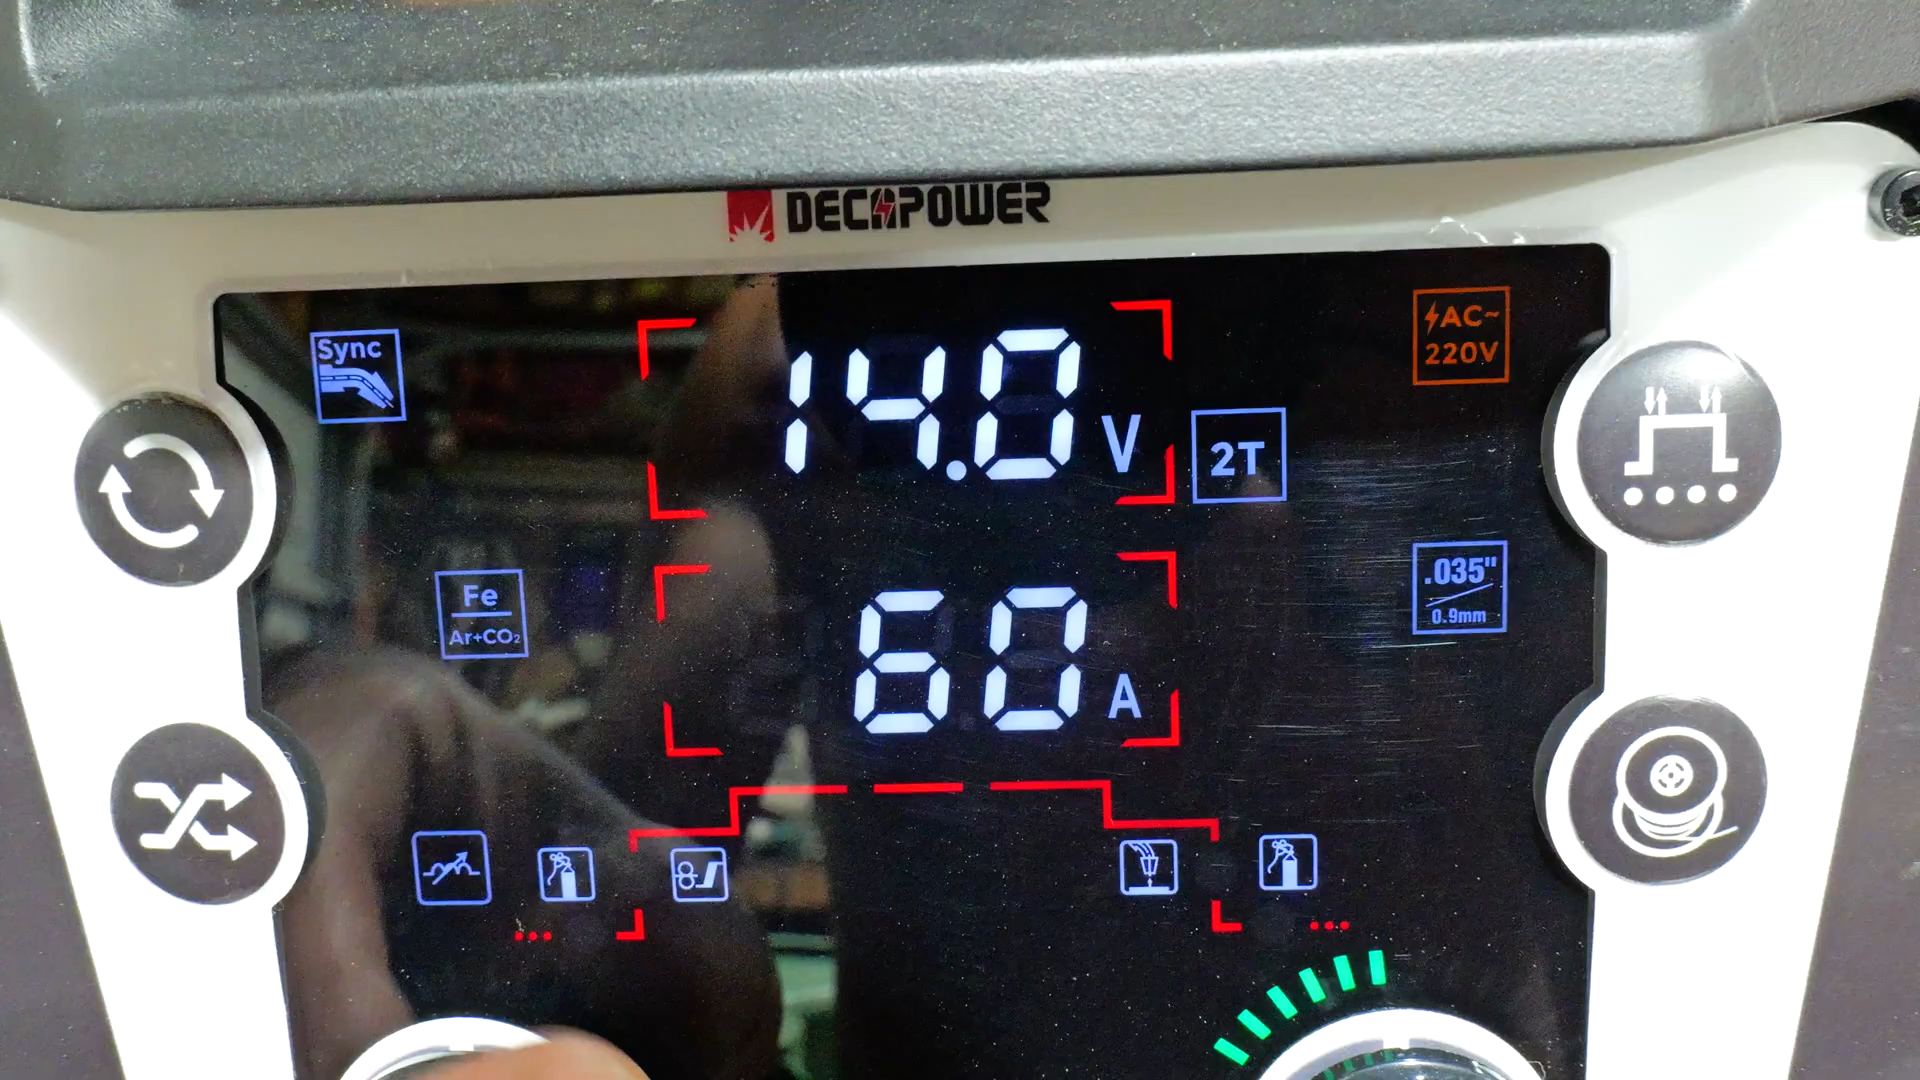 DECAPOWER
Sync
14.0 V
2T
AC~
220V
Fe
Ar+CO₂
60 A
.035"
0.9mm